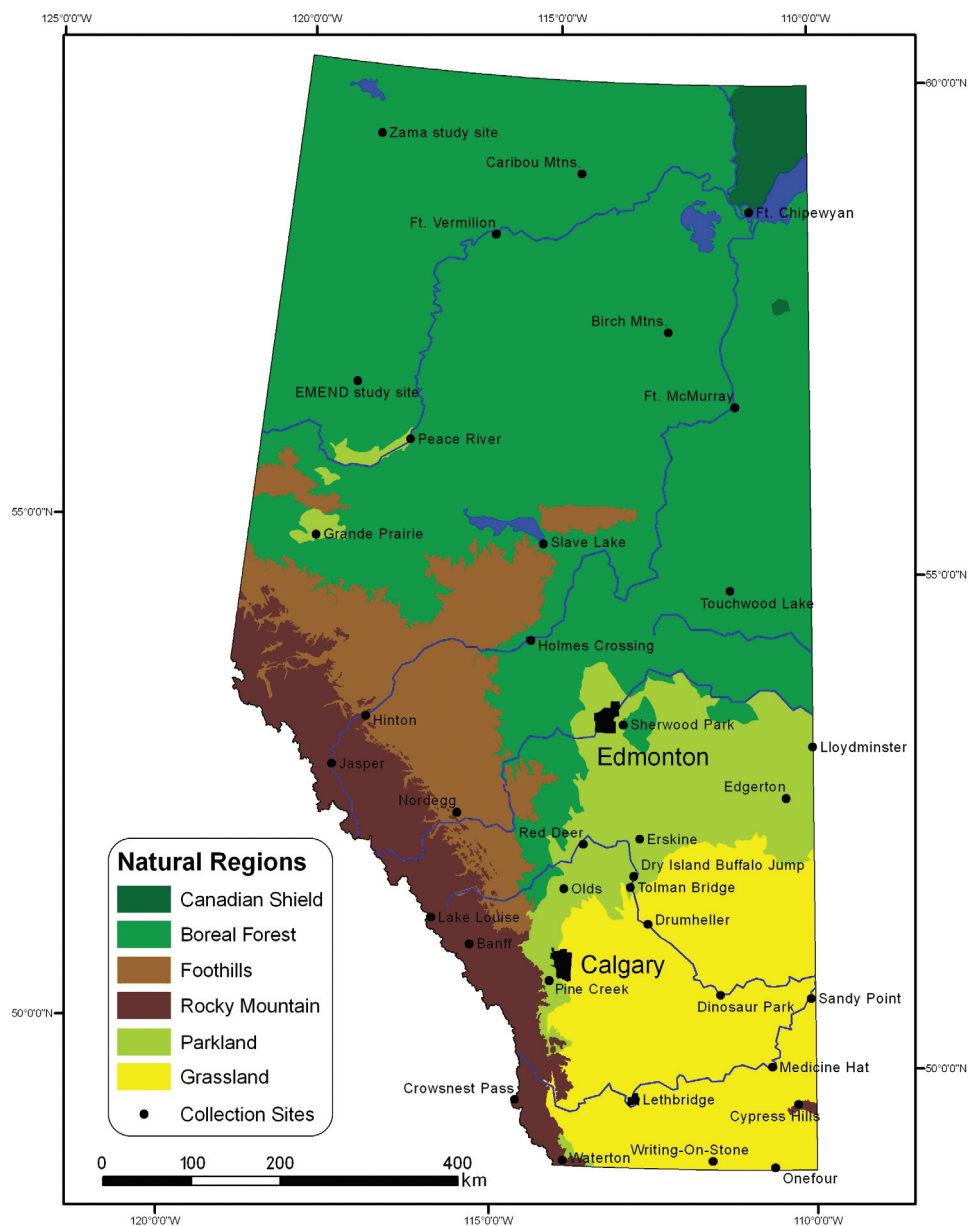 125°0'0"W
120°0'0"W
115°0'0"W
110°0'0"W
60°0'0"N
Zama study site
Caribou Mtns.
Ft. Chipewyan
Ft. Vermilion
Birch Mtns.
EMEND study site
Ft. McMurray
Peace River
55°0'0"N
Grande Prairie
Slave Lake
55°0'0"N
Touchwood Lake
Holmes Crossing
Hinton
Sherwood Park
Edmonton
Lloydminster
Jasper
Edgerton
Nordegg
Red Deer
Erskine
Dry Island Buffalo Jump
Olds
Tolman Bridge
Lake Louise
Drumheller
Banff
Calgary
Pine Creek
Dinosaur Park
Sandy Point
50°0'0"N
Medicine Hat
50°0'0"N
Crowsnest Pass
Lethbridge
Cypress Hills
Writing-On-Stone
Waterton
Onefour
Natural Regions
Canadian Shield
Boreal Forest
Foothills
Rocky Mountain
Parkland
Grassland
Collection Sites
0 100 200 400
km
120°0'0"W
115°0'0"W
110°0'0"W